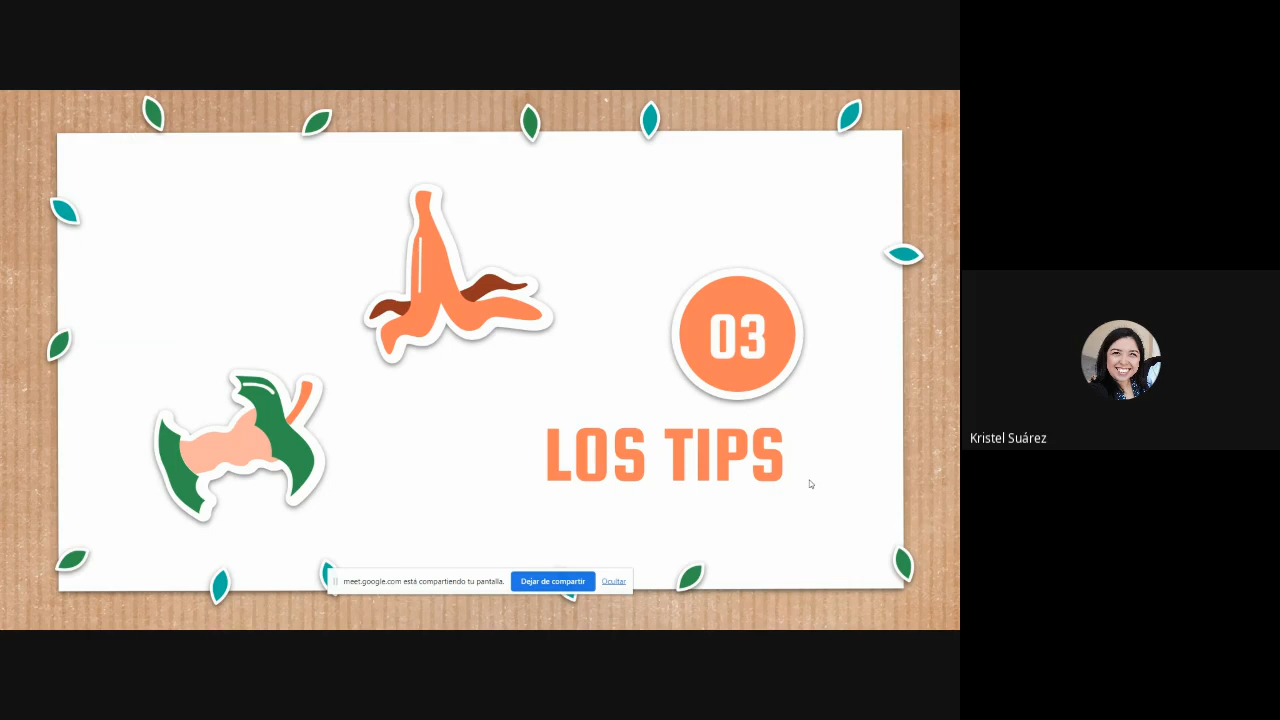 03
LOS TIPS
meet.google.com está compartiendo tu pantalla.
Dejar de compartir
Ocultar
Kristel Suárez